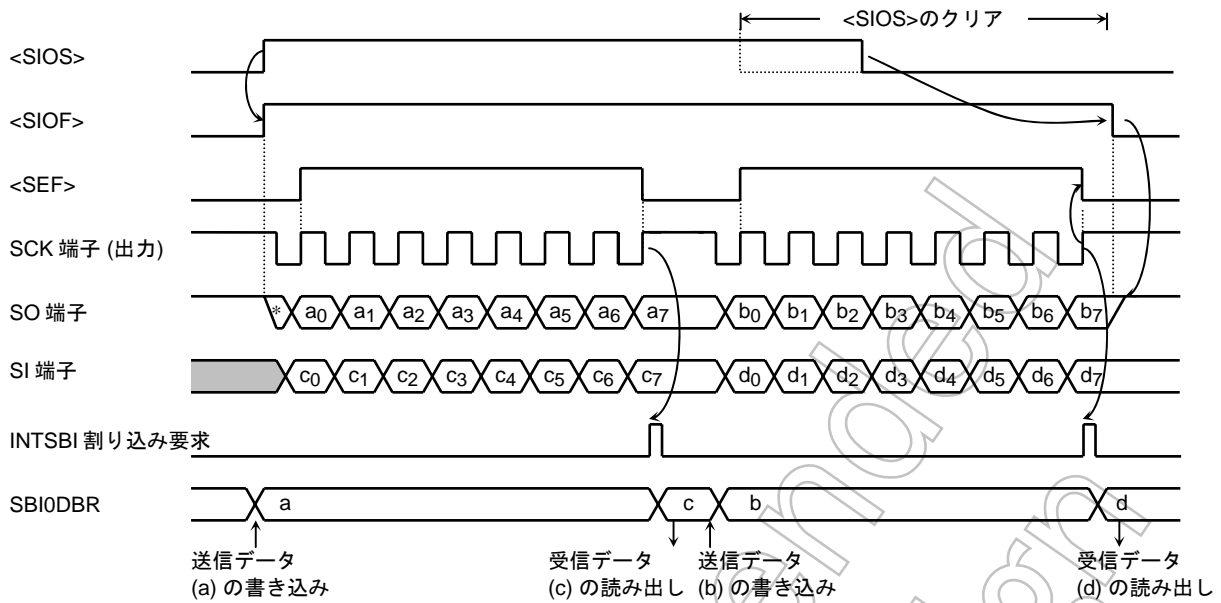 <SIOS>のクリア
<SIOS>
<SIOF>
<SEF>
SCK 端子 (出力)
SO 端子
* a0 a1 a2 a3 a4 a5 a6 a7 b0 b1 b2 b3 b4 b5 b6 b7
SI 端子
c0 c1 c2 c3 c4 c5 c6 c7 d0 d1 d2 d3 d4 d5 d6 d7
INTSBI 割り込み要求
SBI0DBR
a c b d
送信データ
(a) の書き込み
受信データ
(c) の読み出し
送信データ
(b) の書き込み
受信データ
(d) の読み出し